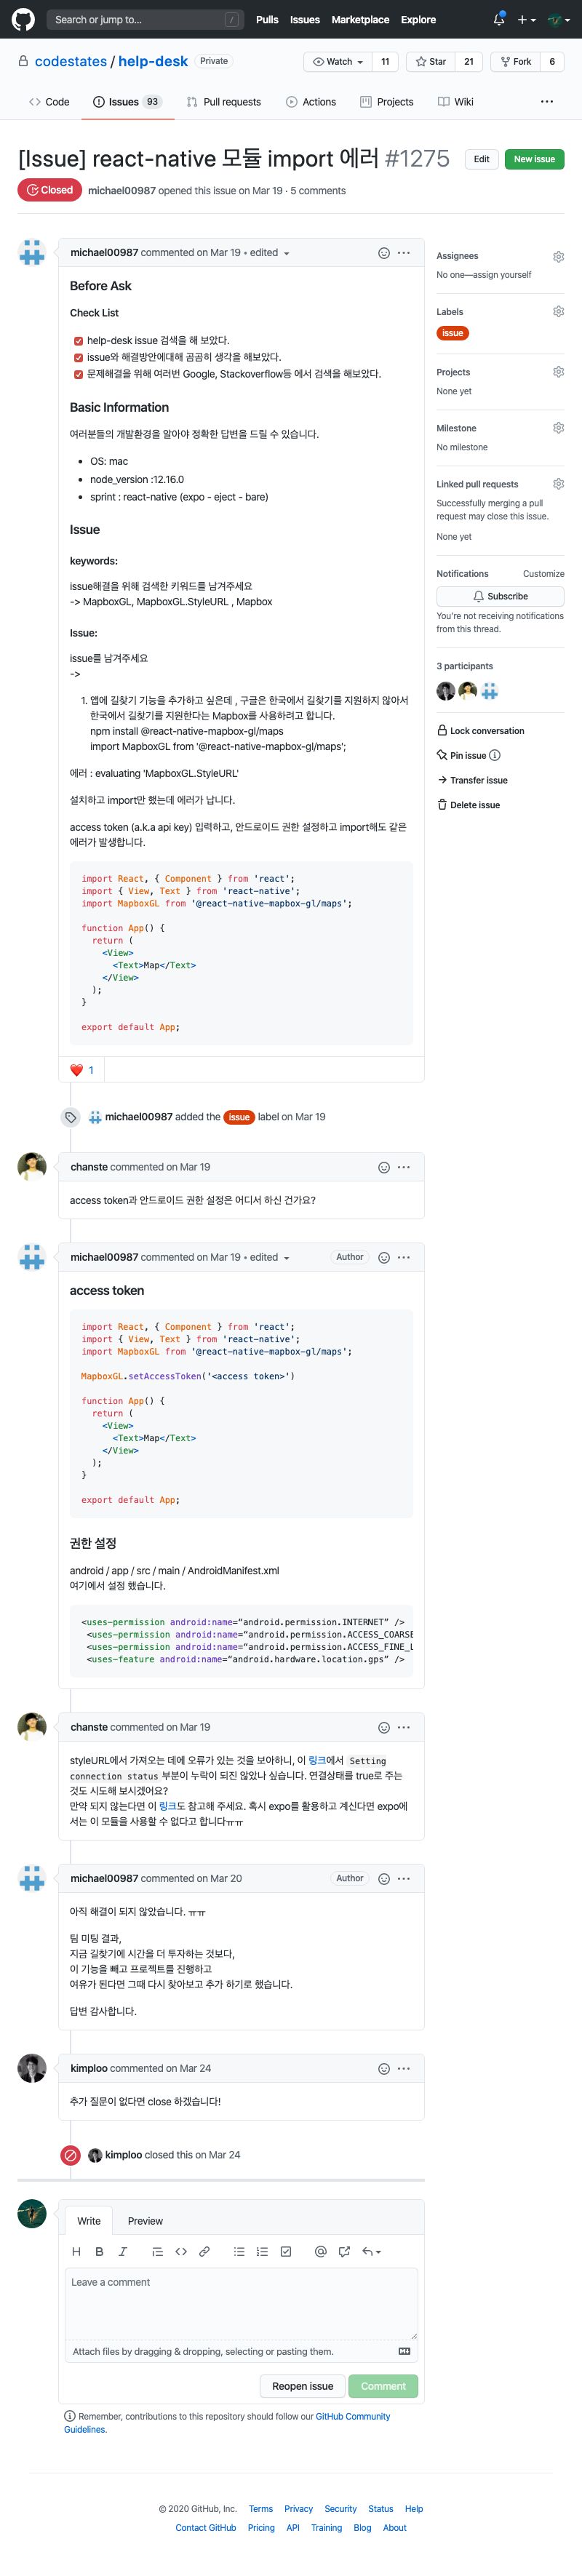 Search or jump to... /
Pulls Issues Marketplace Explore
codestates / help-desk Private
Watch 11 Star 21 Fork 6
Code Issues 93 Pull requests Actions Projects Wiki
[Issue] react-native 모듈 import 에러 #1275
Edit New issue
Closed michael00987 opened this issue on Mar 19 · 5 comments
michael00987 commented on Mar 19 • edited
Before Ask
Check List
help-desk issue 검색을 해 보았다.
issue와 해결방안에대해 곰곰히 생각을 해보았다.
문제해결을 위해 여러번 Google, Stackoverflow등 에서 검색을 해보았다.
Basic Information
여러분들의 개발환경을 알아야 정확한 답변을 드릴 수 있습니다.
• OS: mac
• node_version :12.16.0
• sprint : react-native (expo - eject - bare)
Issue
keywords:
issue해결을 위해 검색한 키워드를 남겨주세요
-> MapboxGL, MapboxGL.StyleURL , Mapbox
Issue:
issue를 남겨주세요
->
1. 앱에 길찾기 기능을 추가하고 싶은데 , 구글은 한국에서 길찾기를 지원하지 않아서
한국에서 길찾기를 지원한다는 Mapbox를 사용하려고 합니다.
npm install @react-native-mapbox-gl/maps
import MapboxGL from '@react-native-mapbox-gl/maps';
에러 : evaluating 'MapboxGL.StyleURL'
설치하고 import만 했는데 에러가 납니다.
access token (a.k.a api key) 입력하고, 안드로이드 권한 설정하고 import해도 같은
에러가 발생합니다.
import React, { Component } from 'react';
import { View, Text } from 'react-native';
import MapboxGL from '@react-native-mapbox-gl/maps';
function App() {
return (
<View>
<Text>Map</Text>
</View>
);
}
export default App;
1
michael00987 added the issue label on Mar 19
chanste commented on Mar 19
access token과 안드로이드 권한 설정은 어디서 하신 건가요?
michael00987 commented on Mar 19 • edited Author
access token
import React, { Component } from 'react';
import { View, Text } from 'react-native';
import MapboxGL from '@react-native-mapbox-gl/maps';
MapboxGL.setAccessToken('<access token>')
function App() {
return (
<View>
<Text>Map</Text>
</View>
);
}
export default App;
권한 설정
android / app / src / main / AndroidManifest.xml
여기에서 설정 했습니다.
<uses-permission android:name=“android.permission.INTERNET” />
<uses-permission android:name=“android.permission.ACCESS_COARSE
<uses-permission android:name=“android.permission.ACCESS_FINE_L
<uses-feature android:name=“android.hardware.location.gps” />
chanste commented on Mar 19
styleURL에서 가져오는 데에 오류가 있는 것을 보아하니, 이 링크에서 Setting
connection status 부분이 누락이 되진 않았나 싶습니다. 연결상태를 true로 주는
것도 시도해 보시겠어요?
만약 되지 않는다면 이 링크도 참고해 주세요. 혹시 expo를 활용하고 계신다면 expo에
서는 이 모듈을 사용할 수 없다고 합니다ㅠㅠ
michael00987 commented on Mar 20 Author
아직 해결이 되지 않았습니다. ㅠㅠ
팀 미팅 결과,
지금 길찾기에 시간을 더 투자하는 것보다,
이 기능을 빼고 프로젝트를 진행하고
여유가 된다면 그때 다시 찾아보고 추가 하기로 했습니다.
답변 감사합니다.
kimploo commented on Mar 24
추가 질문이 없다면 close 하겠습니다!
kimploo closed this on Mar 24
Write Preview
Leave a comment
Attach files by dragging & dropping, selecting or pasting them.
Reopen issue Comment
Remember, contributions to this repository should follow our GitHub Community
Guidelines.
Assignees
No one—assign yourself
Labels
issue
Projects
None yet
Milestone
No milestone
Linked pull requests
Successfully merging a pull
request may close this issue.
None yet
Notifications Customize
Subscribe
You’re not receiving notifications
from this thread.
3 participants
Lock conversation
Pin issue
Transfer issue
Delete issue
© 2020 GitHub, Inc. Terms Privacy Security Status Help
Contact GitHub Pricing API Training Blog About